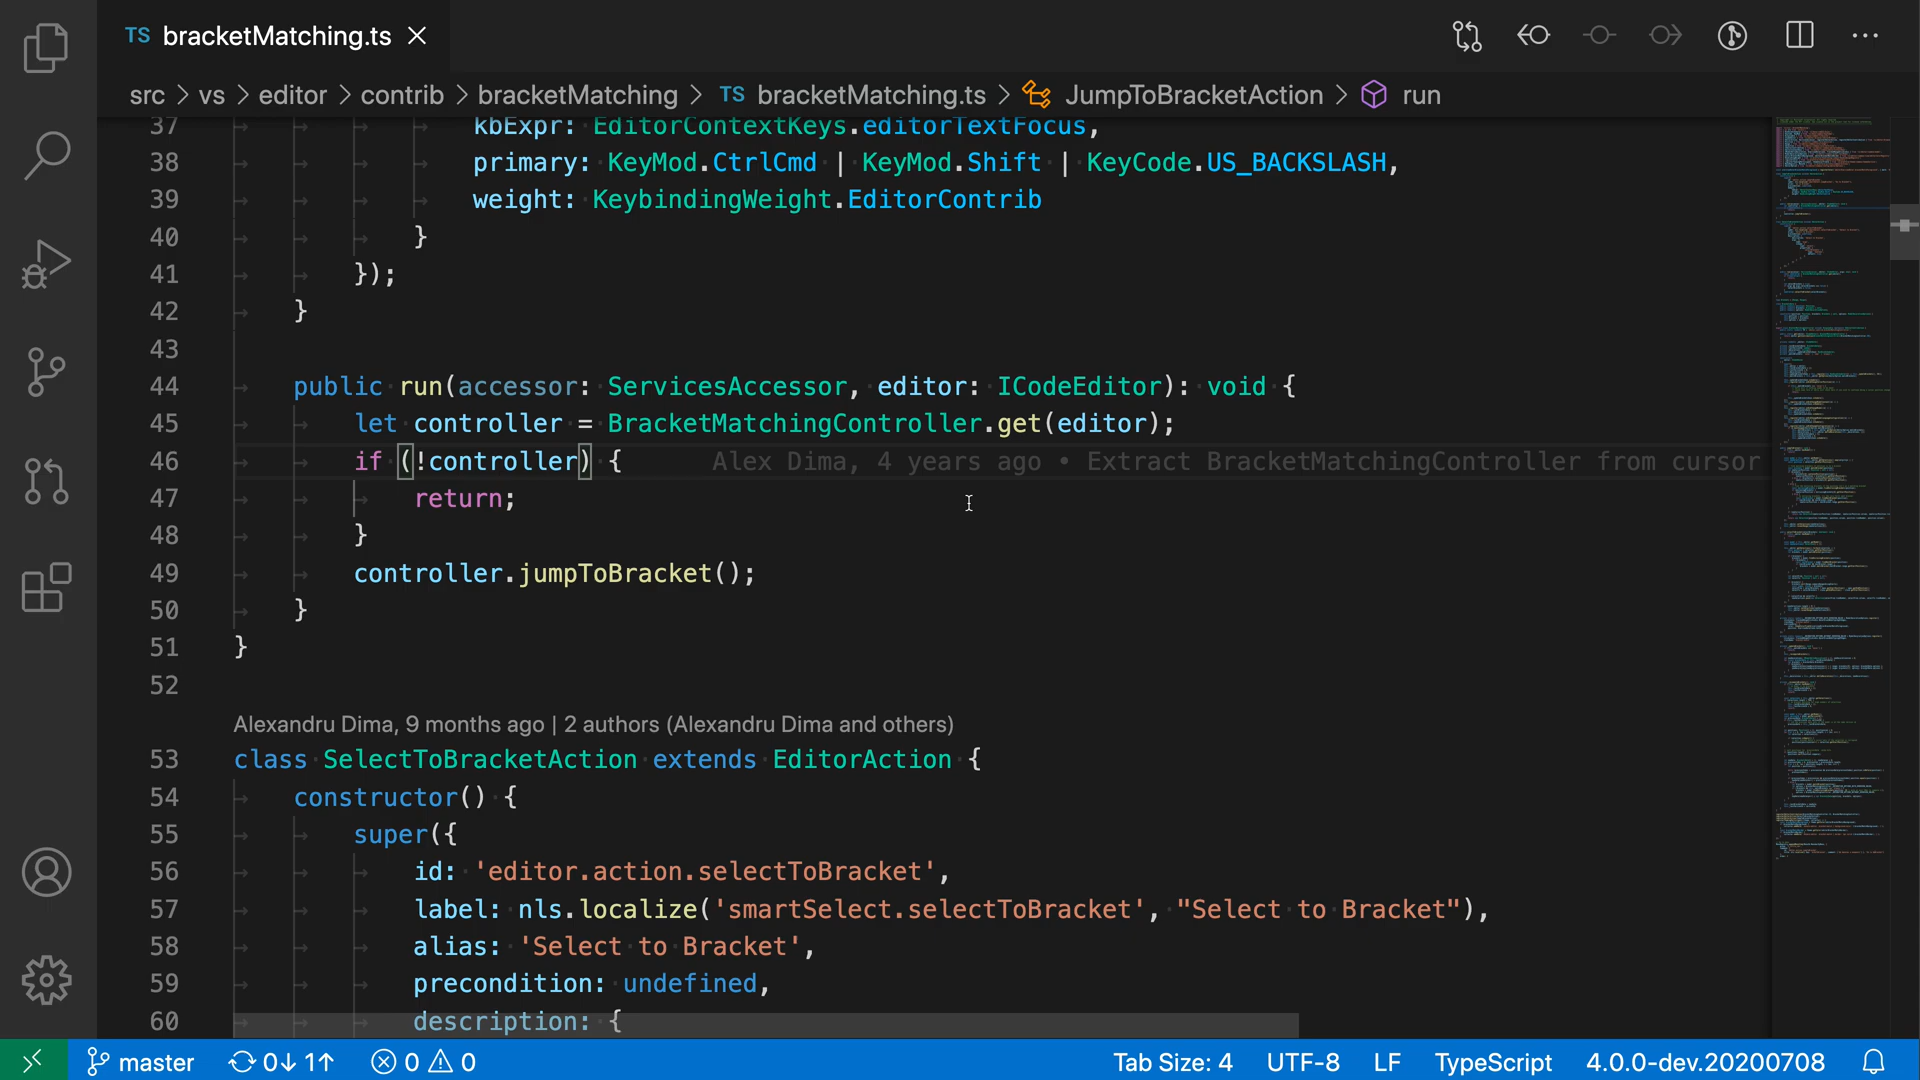 TS bracketMatching.ts
src > vs > editor > contrib > bracketMatching > TS bracketMatching.ts > JumpToBracketAction > run
37 kbExpr: EditorContextKeys.editorTextFocus,
38 primary: KeyMod.CtrlCmd | KeyMod.Shift | KeyCode.US_BACKSLASH,
39 weight: KeybindingWeight.EditorContrib
40 }
41 });
42 }
43
44 public run(accessor: ServicesAccessor, editor: ICodeEditor): void {
45 let controller = BracketMatchingController.get(editor);
46 if (!controller) { Alex Dima, 4 years ago • Extract BracketMatchingController from cursor
47 return;
48 }
49 controller.jumpToBracket();
50 }
51 }
52
Alexandru Dima, 9 months ago | 2 authors (Alexandru Dima and others)
53 class SelectToBracketAction extends EditorAction {
54 constructor() {
55 super({
56 id: 'editor.action.selectToBracket',
57 label: nls.localize('smartSelect.selectToBracket', "Select to Bracket"),
58 alias: 'Select to Bracket',
59 precondition: undefined,
60 description: {
master 0↓ 1↑ 0 0 Tab Size: 4 UTF-8 LF TypeScript 4.0.0-dev.20200708